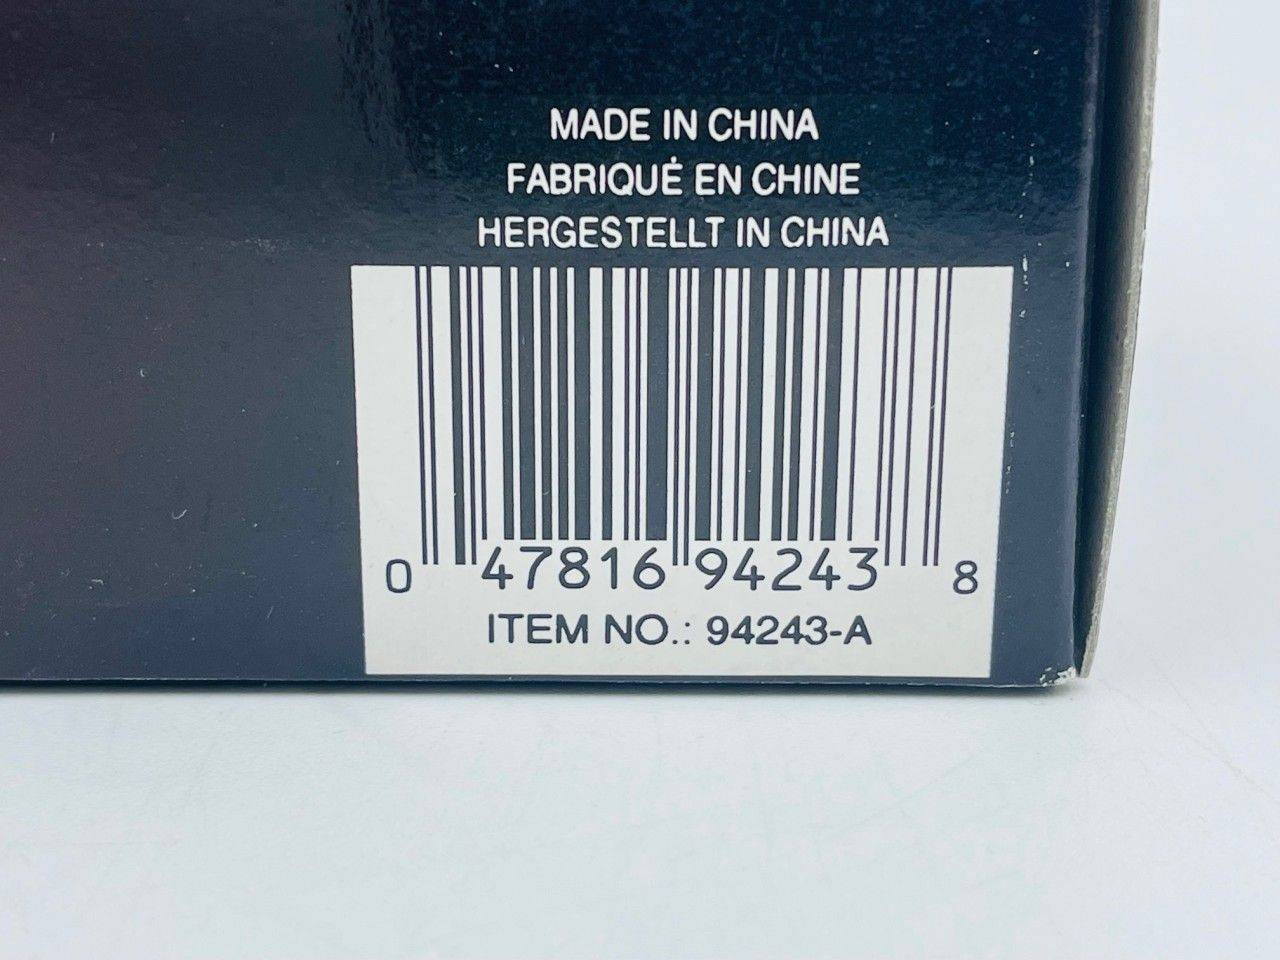 MADE IN CHINA
FABRIQUÉ EN CHINE
HERGESTELLT IN CHINA
0 47816 94243 8
ITEM NO.: 94243-A